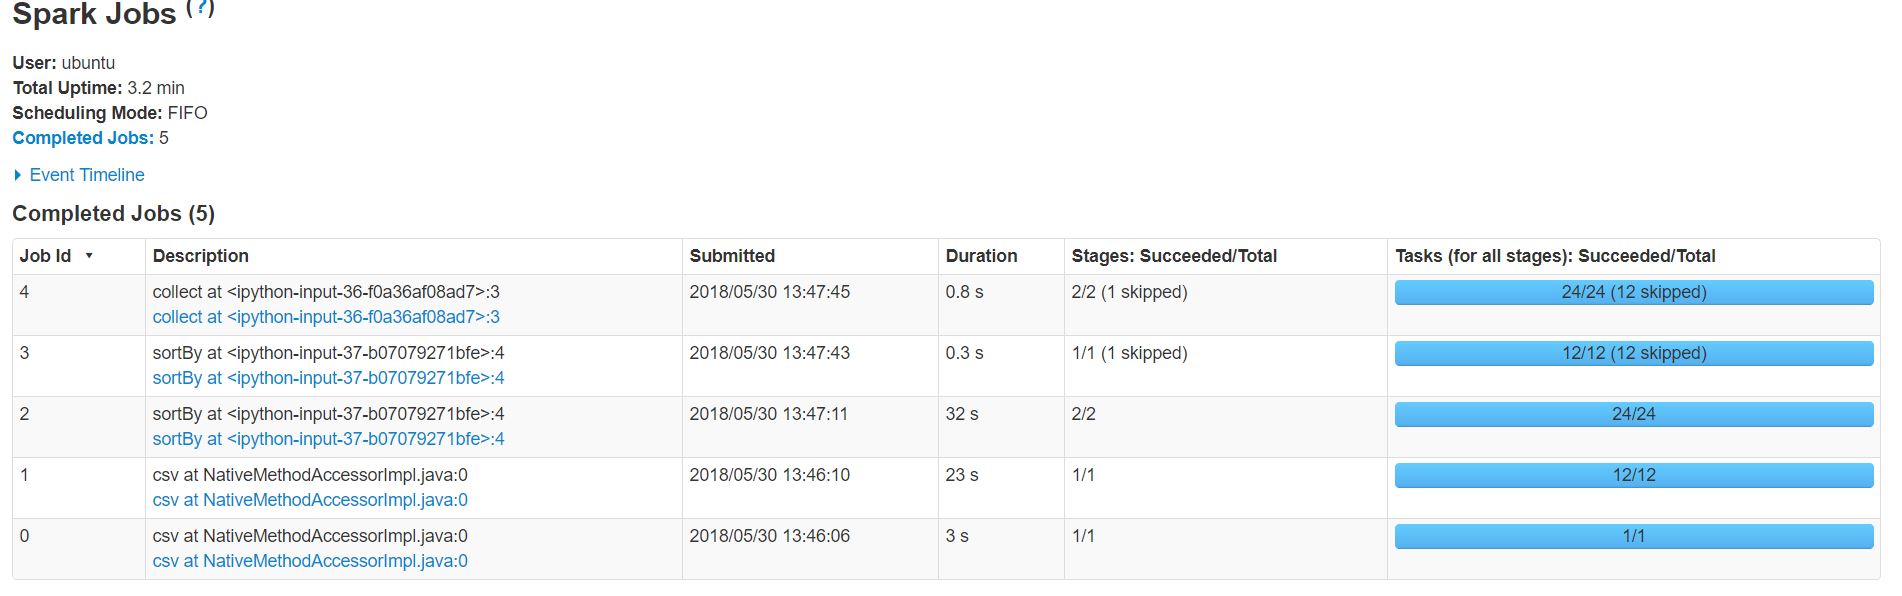 Spark Jobs (?)
User: ubuntu
Total Uptime: 3.2 min
Scheduling Mode: FIFO
Completed Jobs: 5
Event Timeline
Completed Jobs (5)
Job Id Description Submitted Duration Stages: Succeeded/Total Tasks (for all stages): Succeeded/Total
4 collect at <ipython-input-36-f0a36af08ad7>:3 2018/05/30 13:47:45 0.8 s 2/2 (1 skipped) 24/24 (12 skipped)
collect at <ipython-input-36-f0a36af08ad7>:3
3 sortBy at <ipython-input-37-b07079271bfe>:4 2018/05/30 13:47:43 0.3 s 1/1 (1 skipped) 12/12 (12 skipped)
sortBy at <ipython-input-37-b07079271bfe>:4
2 sortBy at <ipython-input-37-b07079271bfe>:4 2018/05/30 13:47:11 32 s 2/2 24/24
sortBy at <ipython-input-37-b07079271bfe>:4
1 csv at NativeMethodAccessorImpl.java:0 2018/05/30 13:46:10 23 s 1/1 12/12
csv at NativeMethodAccessorImpl.java:0
0 csv at NativeMethodAccessorImpl.java:0 2018/05/30 13:46:06 3 s 1/1 1/1
csv at NativeMethodAccessorImpl.java:0